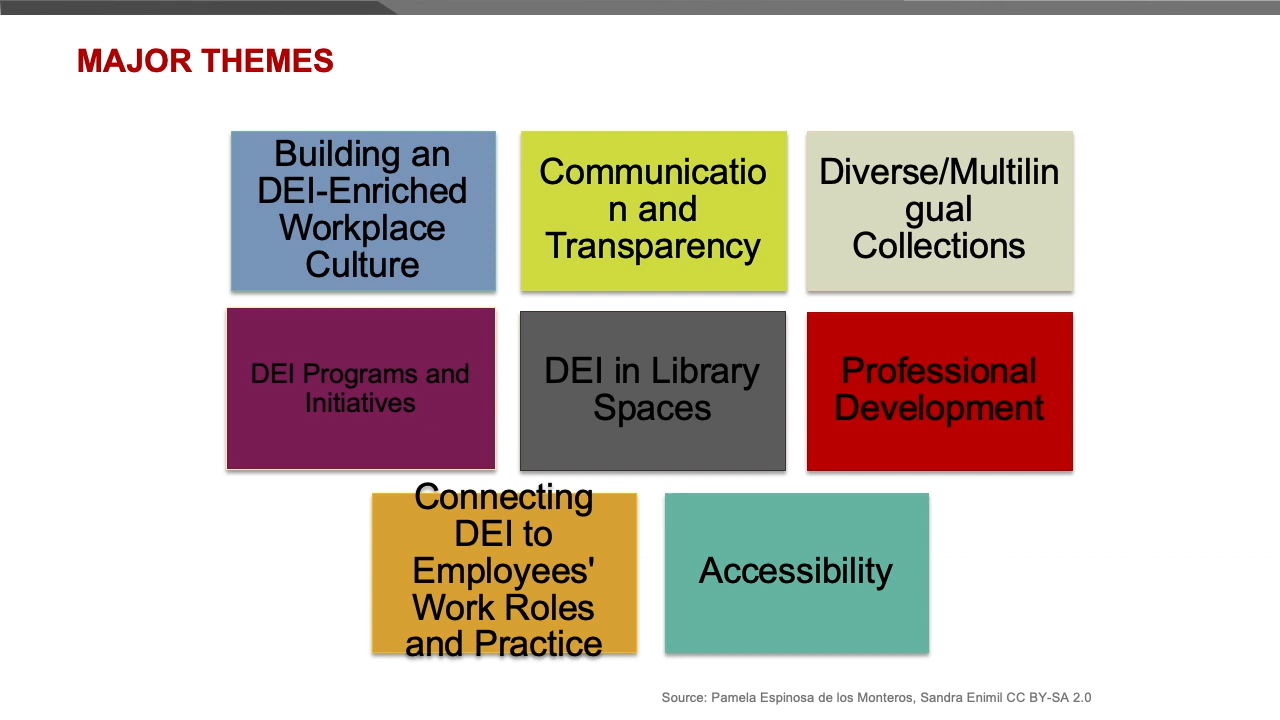 MAJOR THEMES
Building an
DEI-Enriched
Workplace
Culture
Communicatio
n and
Transparency
Diverse/Multilin
gual
Collections
DEI Programs and
Initiatives
DEI in Library
Spaces
Professional
Development
Connecting
DEI to
Employees'
Work Roles
and Practice
Accessibility
Source: Pamela Espinosa de los Monteros, Sandra Enimil CC BY-SA 2.0